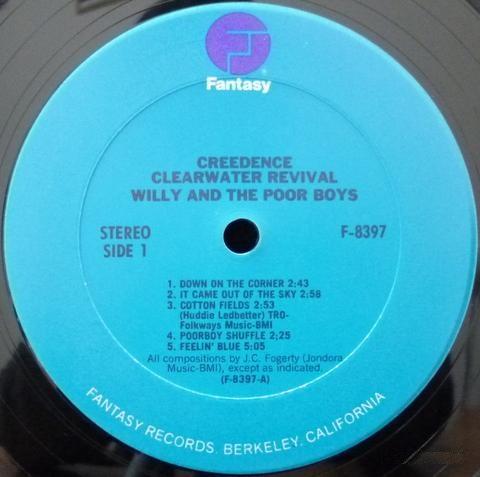 Fantasy
CREEDENCE
CLEARWATER REVIVAL
WILLY AND THE POOR BOYS
STEREO
SIDE 1
F-8397
1. DOWN ON THE CORNER 2:43
2. IT CAME OUT OF THE SKY 2:58
3. COTTON FIELDS 2:53
(Huddie Ledbetter) TRO-
Folkways Music-BMI
4. POORBOY SHUFFLE 2;25
5. FEELIN' BLUE 5:05
All compositions by J.C. Fogerty (Jondora
Music-BMI), except as indicated.
(F-8397-A)
FANTASY RECORDS. BERKELEY. CALIFORNIA